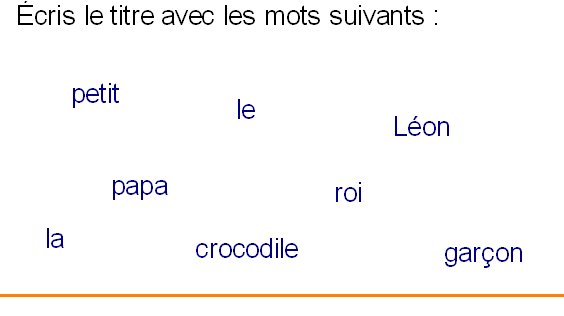 Écris le titre avec les mots suivants :
petit
le
Léon
papa
roi
la
crocodile
garçon